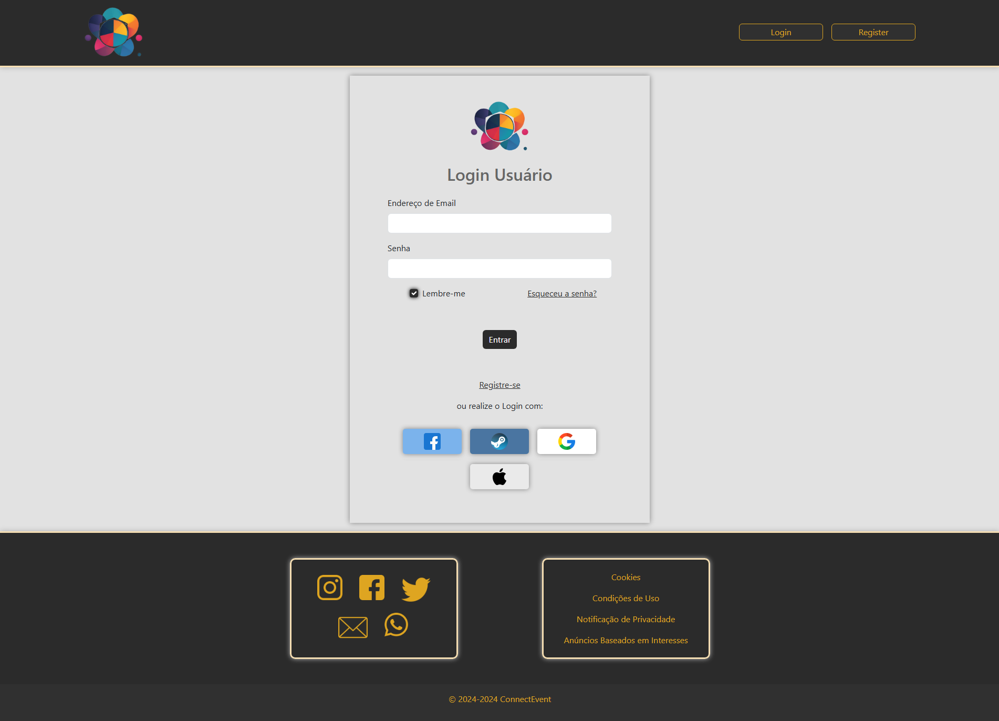 Login
Register
Login Usuário
Endereço de Email
Senha
Lembre-me
Esqueceu a senha?
Entrar
Registre-se
ou realize o Login com:
Cookies
Condições de Uso
Notificação de Privacidade
Anúncios Baseados em Interesses
© 2024-2024 ConnectEvent